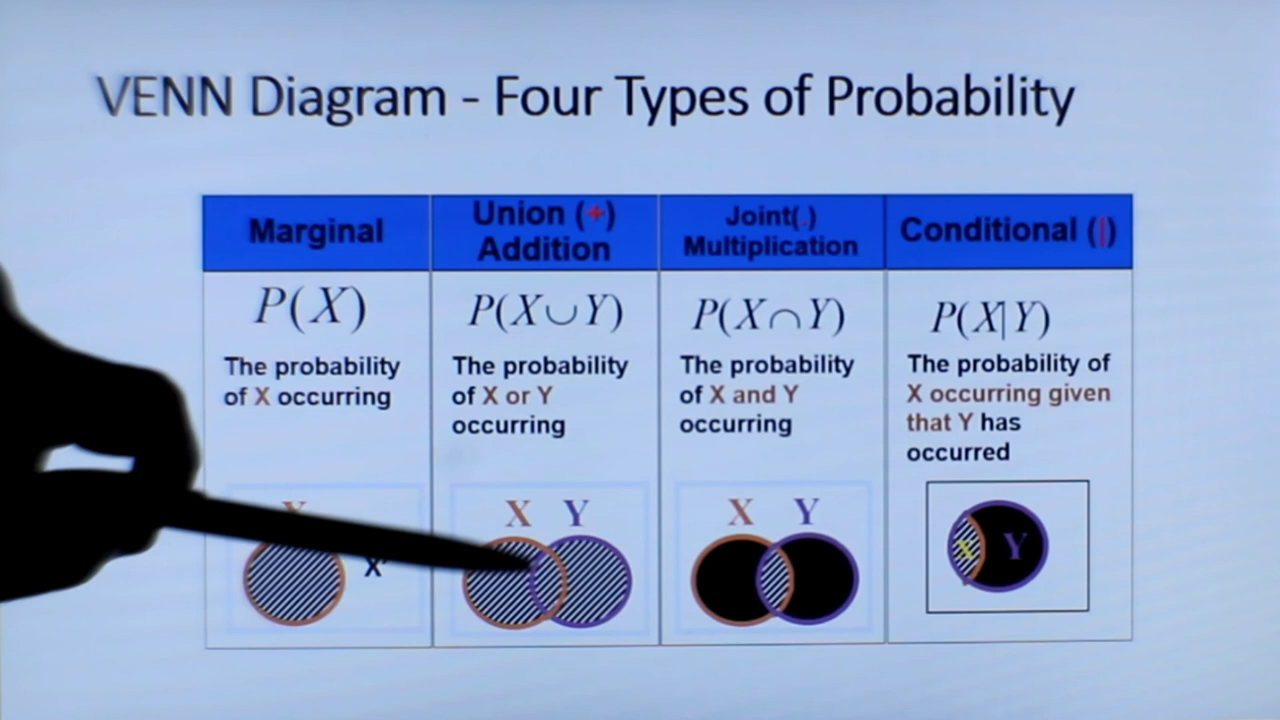 VENN Diagram - Four Types of Probability
Marginal
Union (+)
Addition
Joint(.)
Multiplication
Conditional (|)
P(X)
The probability
of X occurring
P(X∪Y)
The probability
of X or Y
occurring
P(X∩Y)
The probability
of X and Y
occurring
P(X|Y)
The probability of
X occurring given
that Y has
occurred
X'
X Y
X Y
X Y